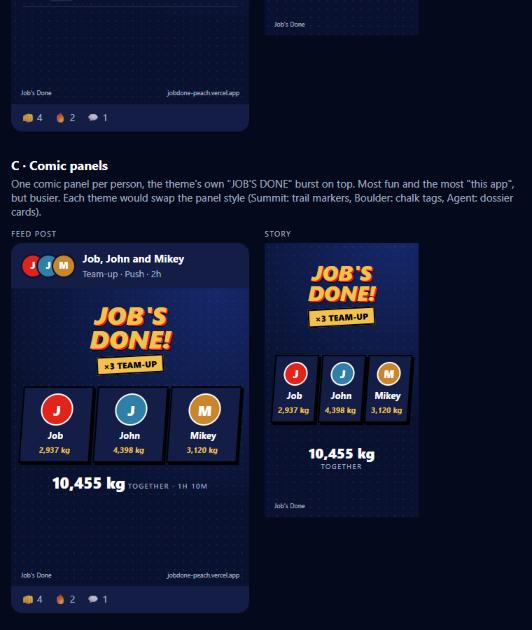 Job's Done
Job's Done
jobdone-peach.vercel.app
4
2
1
C · Comic panels
One comic panel per person, the theme's own "JOB'S DONE" burst on top. Most fun and the most "this app",
but busier. Each theme would swap the panel style (Summit: trail markers, Boulder: chalk tags, Agent: dossier
cards).
FEED POST
J
J
M
Job, John and Mikey
Team-up · Push · 2h
JOB'S
DONE!
×3 TEAM-UP
J
Job
2,937 kg
J
John
4,398 kg
M
Mikey
3,120 kg
10,455 kg TOGETHER · 1H 10M
Job's Done
jobdone-peach.vercel.app
4
2
1
STORY
JOB'S
DONE!
×3 TEAM-UP
J
Job
2,937 kg
J
John
4,398 kg
M
Mikey
3,120 kg
10,455 kg
TOGETHER
Job's Done